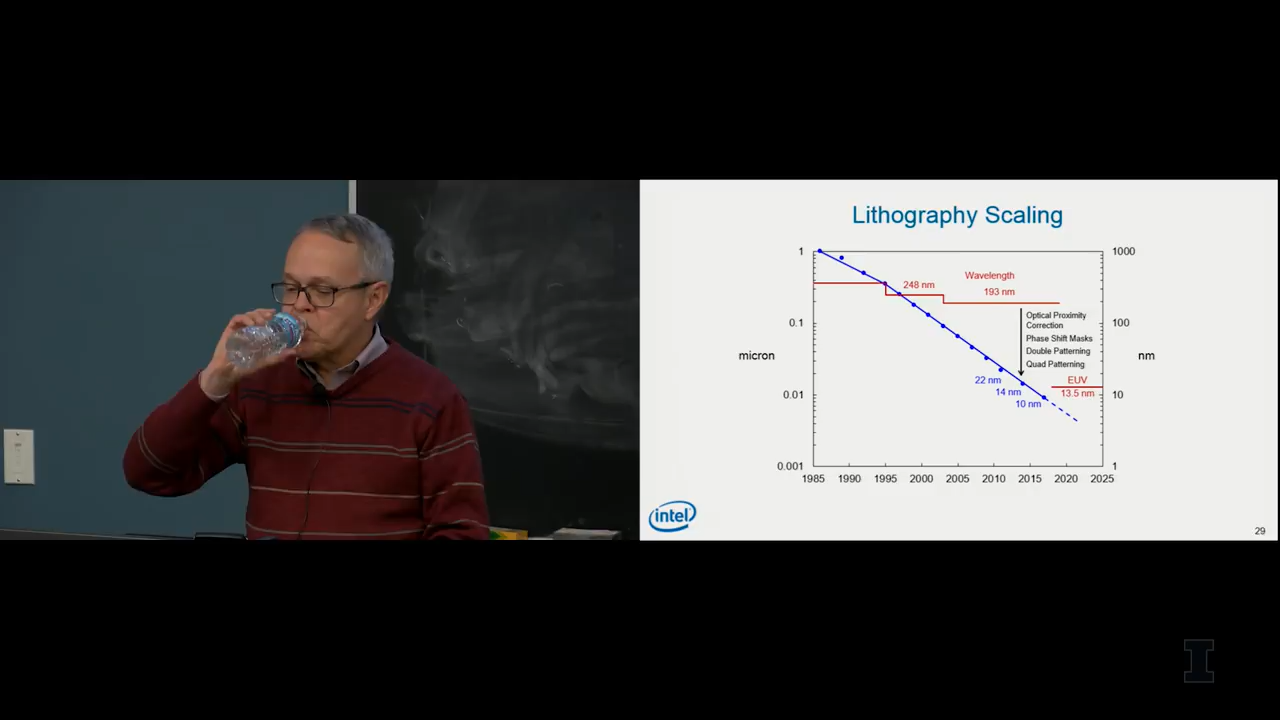 Lithography Scaling
1
1000
Wavelength
248 nm
193 nm
Optical Proximity
Correction
0.1
100
Phase Shift Masks
Double Patterning
micron
nm
Quad Patterning
22 nm
EUV
14 nm
13.5 nm
0.01
10
10 nm
0.001
1
1985 1990 1995 2000 2005 2010 2015 2020 2025
intel
29
I